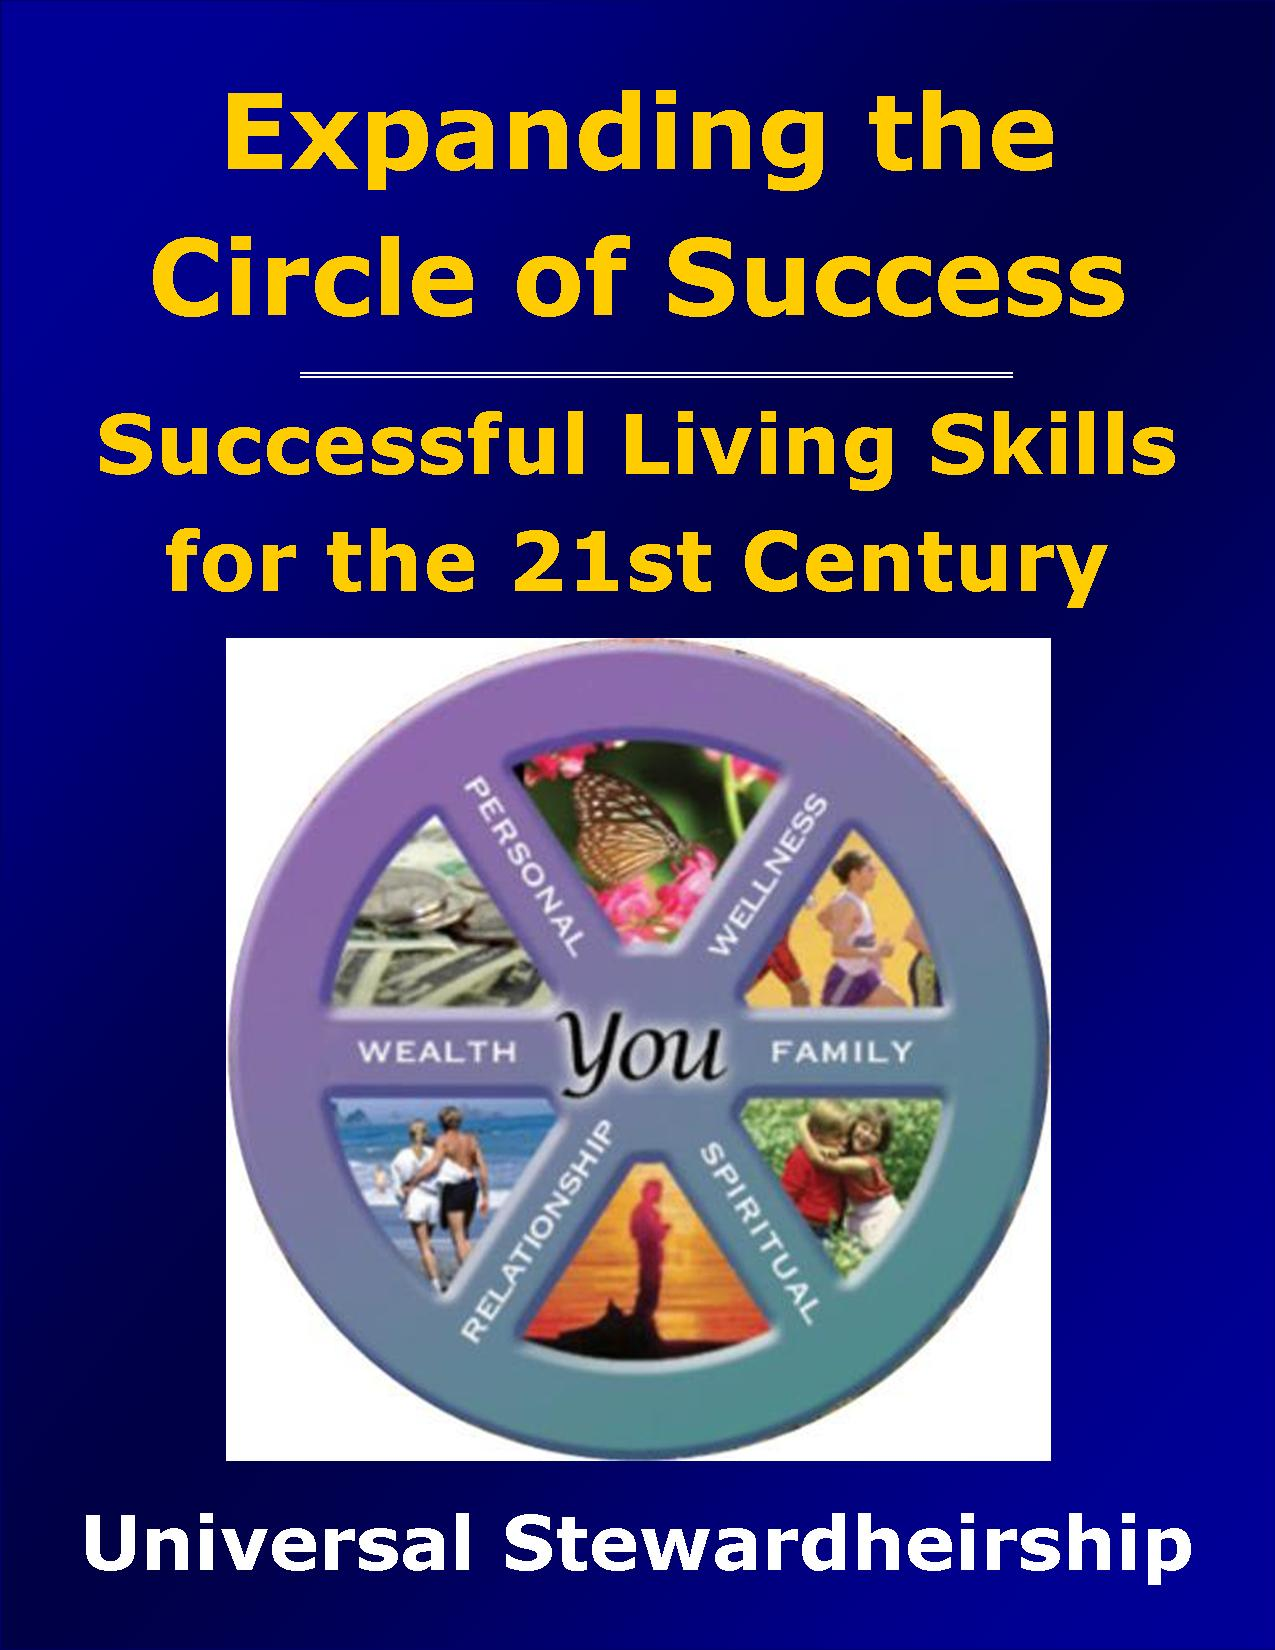 Expanding the
Circle of Success
Successful Living Skills
for the 21st Century
PERSONAL
WELLNESS
WEALTH
You
FAMILY
RELATIONSHIP
SPIRITUAL
Universal Stewardheirship